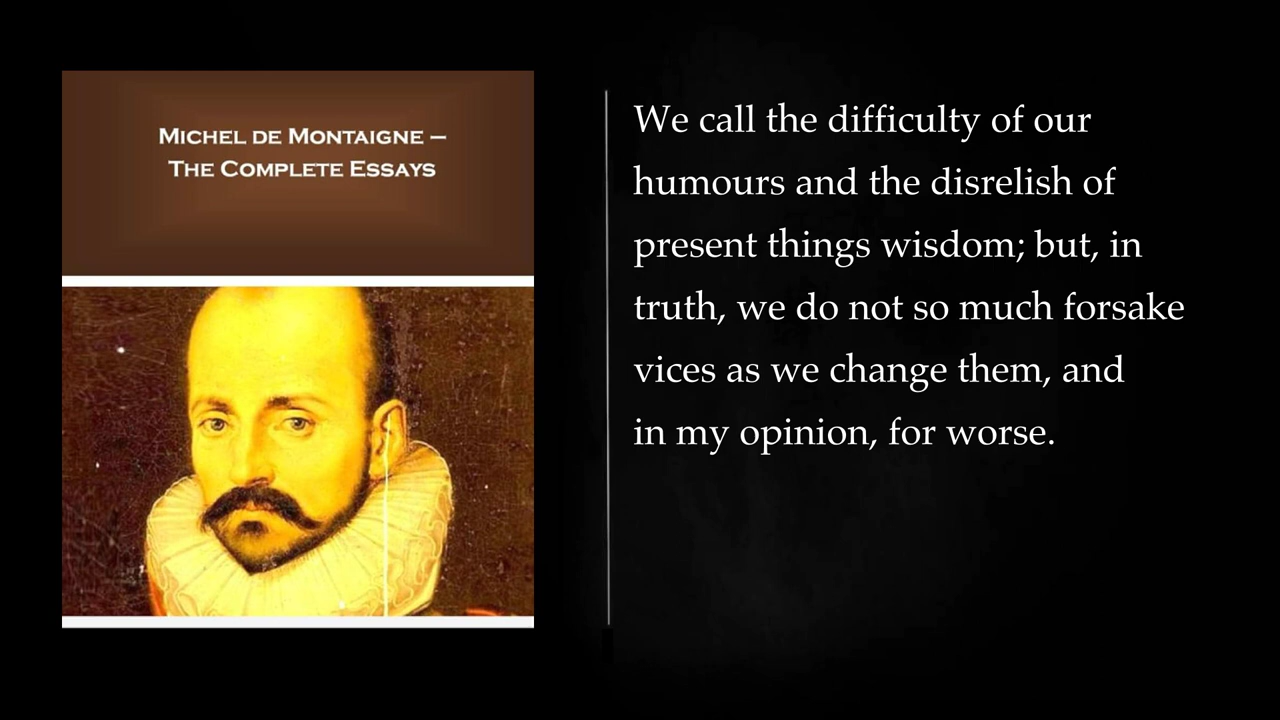 MICHEL DE MONTAIGNE –
THE COMPLETE ESSAYS
We call the difficulty of our
humours and the disrelish of
present things wisdom; but, in
truth, we do not so much forsake
vices as we change them, and
in my opinion, for worse.